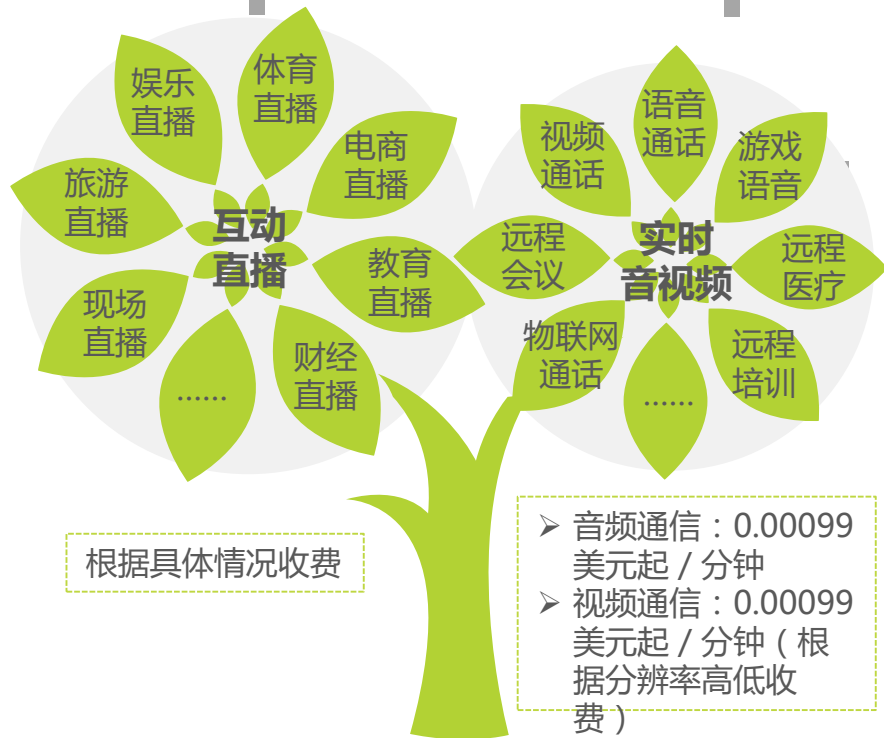 娱乐
直播
体育
直播
电商
直播
旅游
直播
互动
直播
教育
直播
现场
直播
财经
直播
......
视频
通话
语音
通话
游戏
语音
远程
会议
实时
音视频
远程
医疗
物联网
通话
远程
培训
......
根据具体情况收费
➢ 音频通信：0.00099
美元起 / 分钟
➢ 视频通信：0.00099
美元起 / 分钟（根
据分辨率高低收
费）